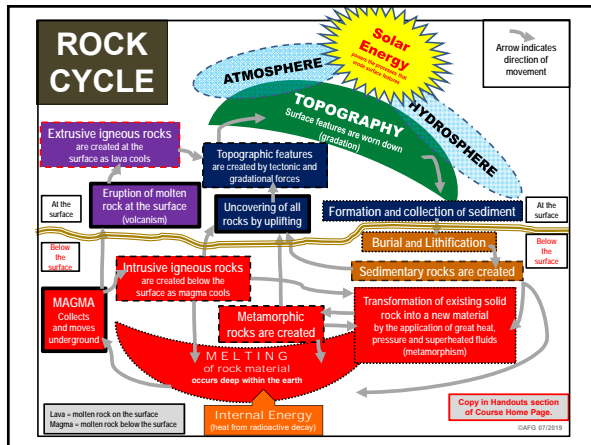 ROCK
CYCLE
Solar
Energy
powers the processes that
erode surface features
Arrow indicates
direction of
movement
ATMOSPHERE
HYDROSPHERE
TOPOGRAPHY
Surface features are worn down
(gradation)
Extrusive igneous rocks
are created at the
surface as lava cools
Topographic features
are created by tectonic and
gradational forces
Eruption of molten
rock at the surface
(volcanism)
Uncovering of all
rocks by uplifting
Formation and collection of sediment
At the
surface
At the
surface
Below
the
surface
Below
the
surface
Burial and Lithification
Sedimentary rocks are created
Intrusive igneous rocks
are created below the
surface as magma cools
MAGMA
Collects
and moves
underground
Metamorphic
rocks are created
Transformation of existing solid
rock into a new material
by the application of great heat,
pressure and superheated fluids
(metamorphism)
MELTING
of rock material
occurs deep within the earth
Internal Energy
(heat from radioactive decay)
Lava = molten rock on the surface
Magma = molten rock below the surface
Copy in Handouts section
of Course Home Page.
©AFG 07/2019